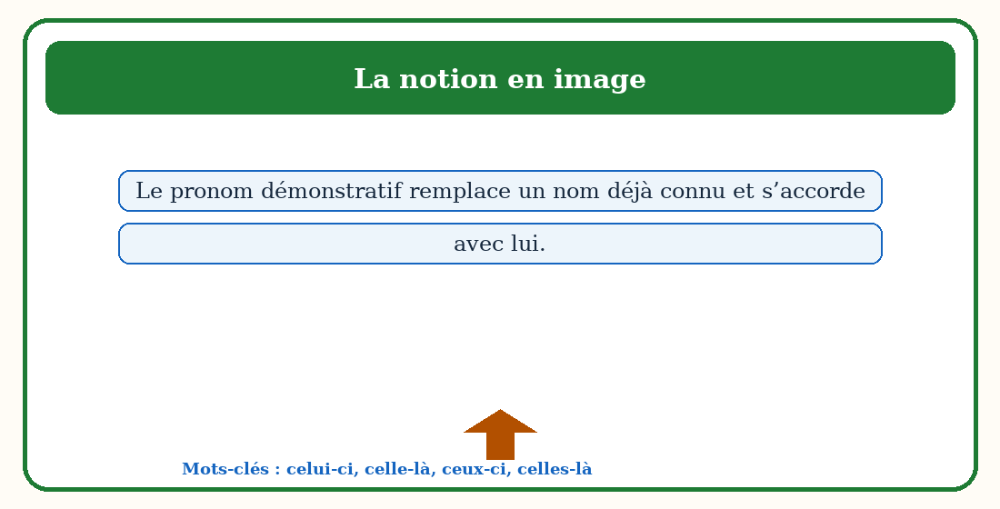 La notion en image
Le pronom démonstratif remplace un nom déjà connu et s’accorde
avec lui.
Mots-clés : celui-ci, celle-là, ceux-ci, celles-là